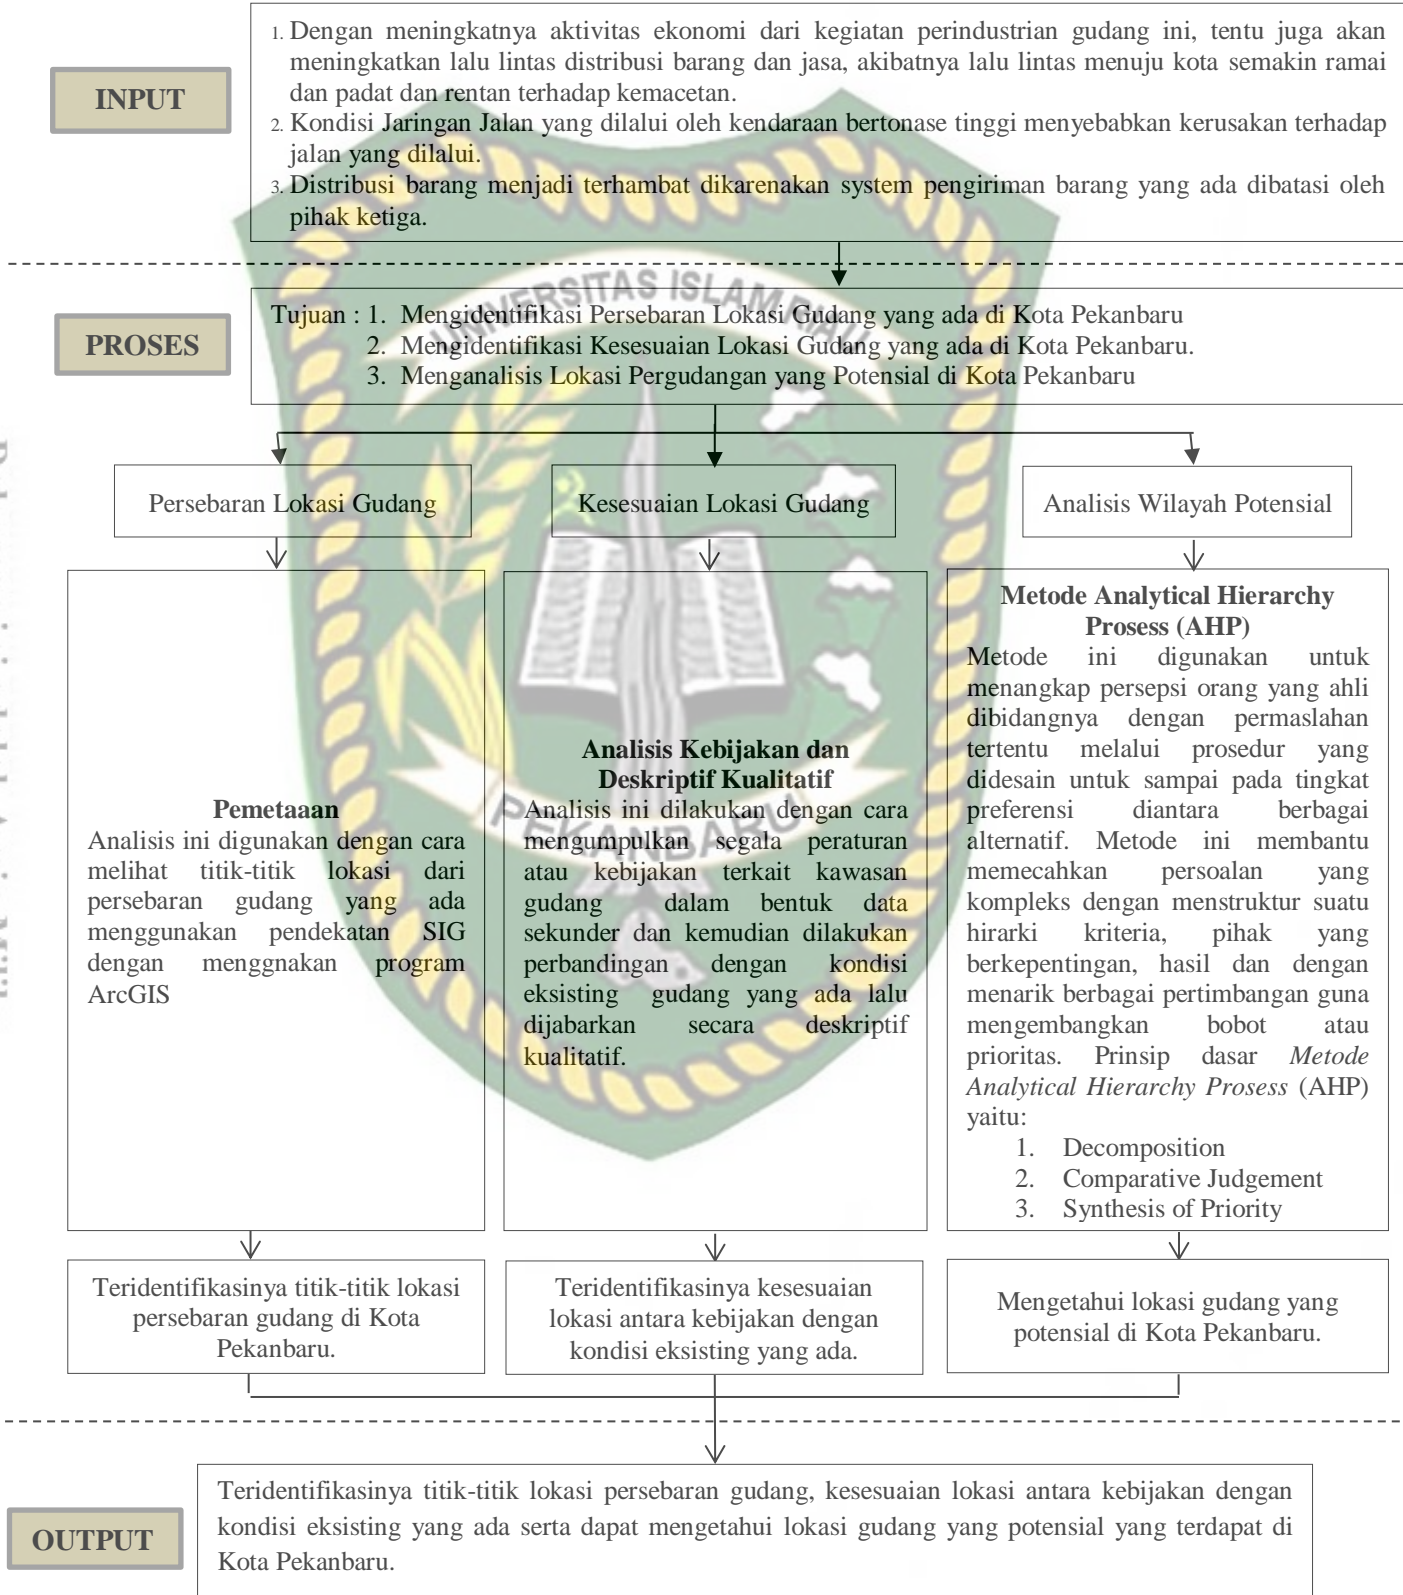 INPUT
1. Dengan meningkatnya aktivitas ekonomi dari kegiatan perindustrian gudang ini, tentu juga akan
meningkatkan lalu lintas distribusi barang dan jasa, akibatnya lalu lintas menuju kota semakin ramai
dan padat dan rentan terhadap kemacetan.
2. Kondisi Jaringan Jalan yang dilalui oleh kendaraan bertonase tinggi menyebabkan kerusakan terhadap
jalan yang dilalui.
3. Distribusi barang menjadi terhambat dikarenakan system pengiriman barang yang ada dibatasi oleh
pihak ketiga.
UNIVERSITAS ISLAM RIAU
PROSES
Tujuan : 1. Mengidentifikasi Persebaran Lokasi Gudang yang ada di Kota Pekanbaru
2. Mengidentifikasi Kesesuaian Lokasi Gudang yang ada di Kota Pekanbaru.
3. Menganalisis Lokasi Pergudangan yang Potensial di Kota Pekanbaru
Persebaran Lokasi Gudang
Kesesuaian Lokasi Gudang
Analisis Wilayah Potensial
Pemetaaan
Analisis ini digunakan dengan cara
melihat titik-titik lokasi dari
persebaran gudang yang ada
menggunakan pendekatan SIG
dengan menggnakan program
ArcGIS
Analisis Kebijakan dan
Deskriptif Kualitatif
Analisis ini dilakukan dengan cara
mengumpulkan segala peraturan
atau kebijakan terkait kawasan
gudang dalam bentuk data
sekunder dan kemudian dilakukan
perbandingan dengan kondisi
eksisting gudang yang ada lalu
dijabarkan secara deskriptif
kualitatif.
PEKANBARU
Metode Analytical Hierarchy
Prosess (AHP)
Metode ini digunakan untuk
menangkap persepsi orang yang ahli
dibidangnya dengan permaslahan
tertentu melalui prosedur yang
didesain untuk sampai pada tingkat
preferensi diantara berbagai
alternatif. Metode ini membantu
memecahkan persoalan yang
kompleks dengan menstruktur suatu
hirarki kriteria, pihak yang
berkepentingan, hasil dan dengan
menarik berbagai pertimbangan guna
mengembangkan bobot atau
prioritas. Prinsip dasar Metode
Analytical Hierarchy Prosess (AHP)
yaitu:
1. Decomposition
2. Comparative Judgement
3. Synthesis of Priority
Teridentifikasinya titik-titik lokasi
persebaran gudang di Kota
Pekanbaru.
Teridentifikasinya kesesuaian
lokasi antara kebijakan dengan
kondisi eksisting yang ada.
Mengetahui lokasi gudang yang
potensial di Kota Pekanbaru.
OUTPUT
Teridentifikasinya titik-titik lokasi persebaran gudang, kesesuaian lokasi antara kebijakan dengan
kondisi eksisting yang ada serta dapat mengetahui lokasi gudang yang potensial yang terdapat di
Kota Pekanbaru.